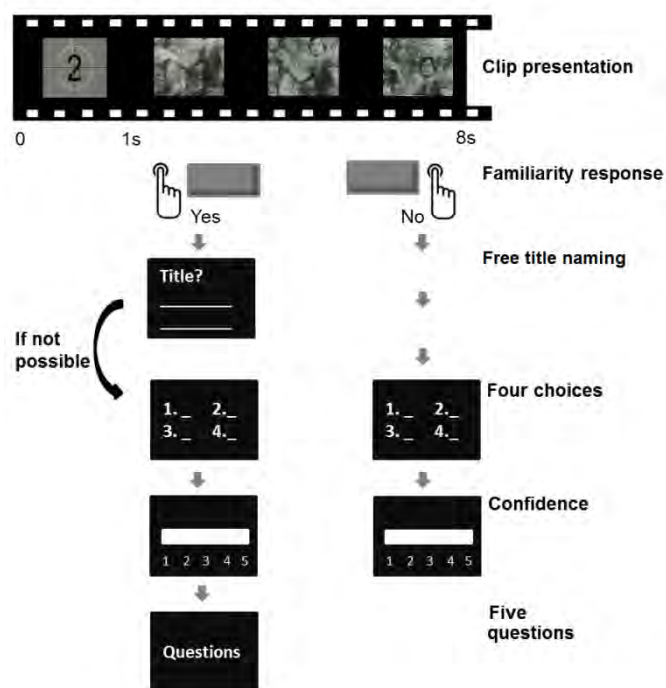 2
Clip presentation
0 1s 8s
Familiarity response
Yes No
Free title naming
Title?
If not
possible
Four choices
1._ 2._ 1._ 2._
3._ 4._ 3._ 4._
Confidence
1 2 3 4 5 1 2 3 4 5
Five
questions
Questions